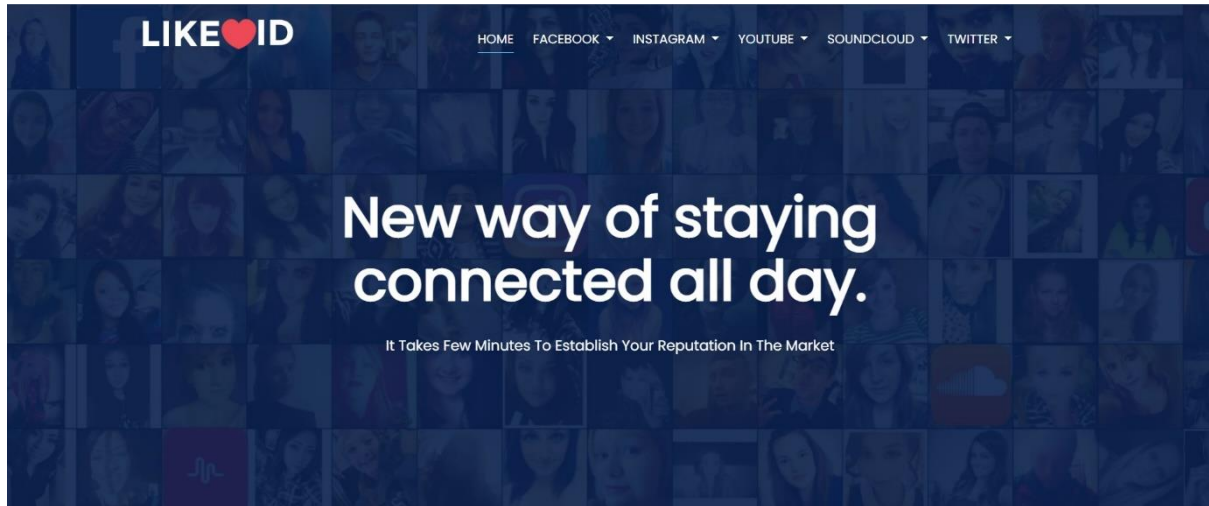 LIKE❤ID
HOME FACEBOOK INSTAGRAM YOUTUBE SOUNDCLOUD TWITTER
New way of staying
connected all day.
It Takes Few Minutes To Establish Your Reputation In The Market